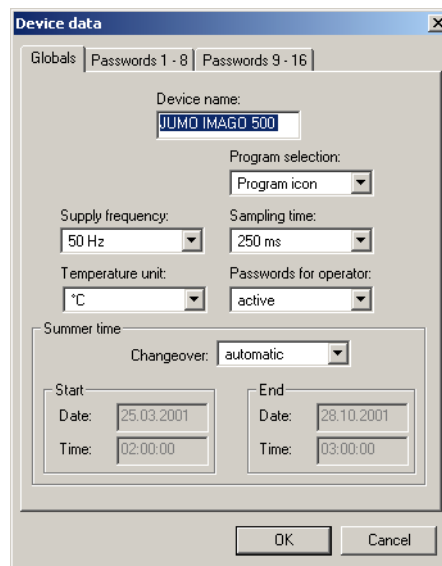 Device data
Globals Passwords 1 - 8 Passwords 9 - 16
Device name:
JUMO IMAGO 500
Program selection:
Program icon
Supply frequency: Sampling time:
50 Hz 250 ms
Temperature unit: Passwords for operator:
°C active
Summer time
Changeover: automatic
Start End
Date: 25.03.2001 Date: 28.10.2001
Time: 02:00:00 Time: 03:00:00
OK Cancel